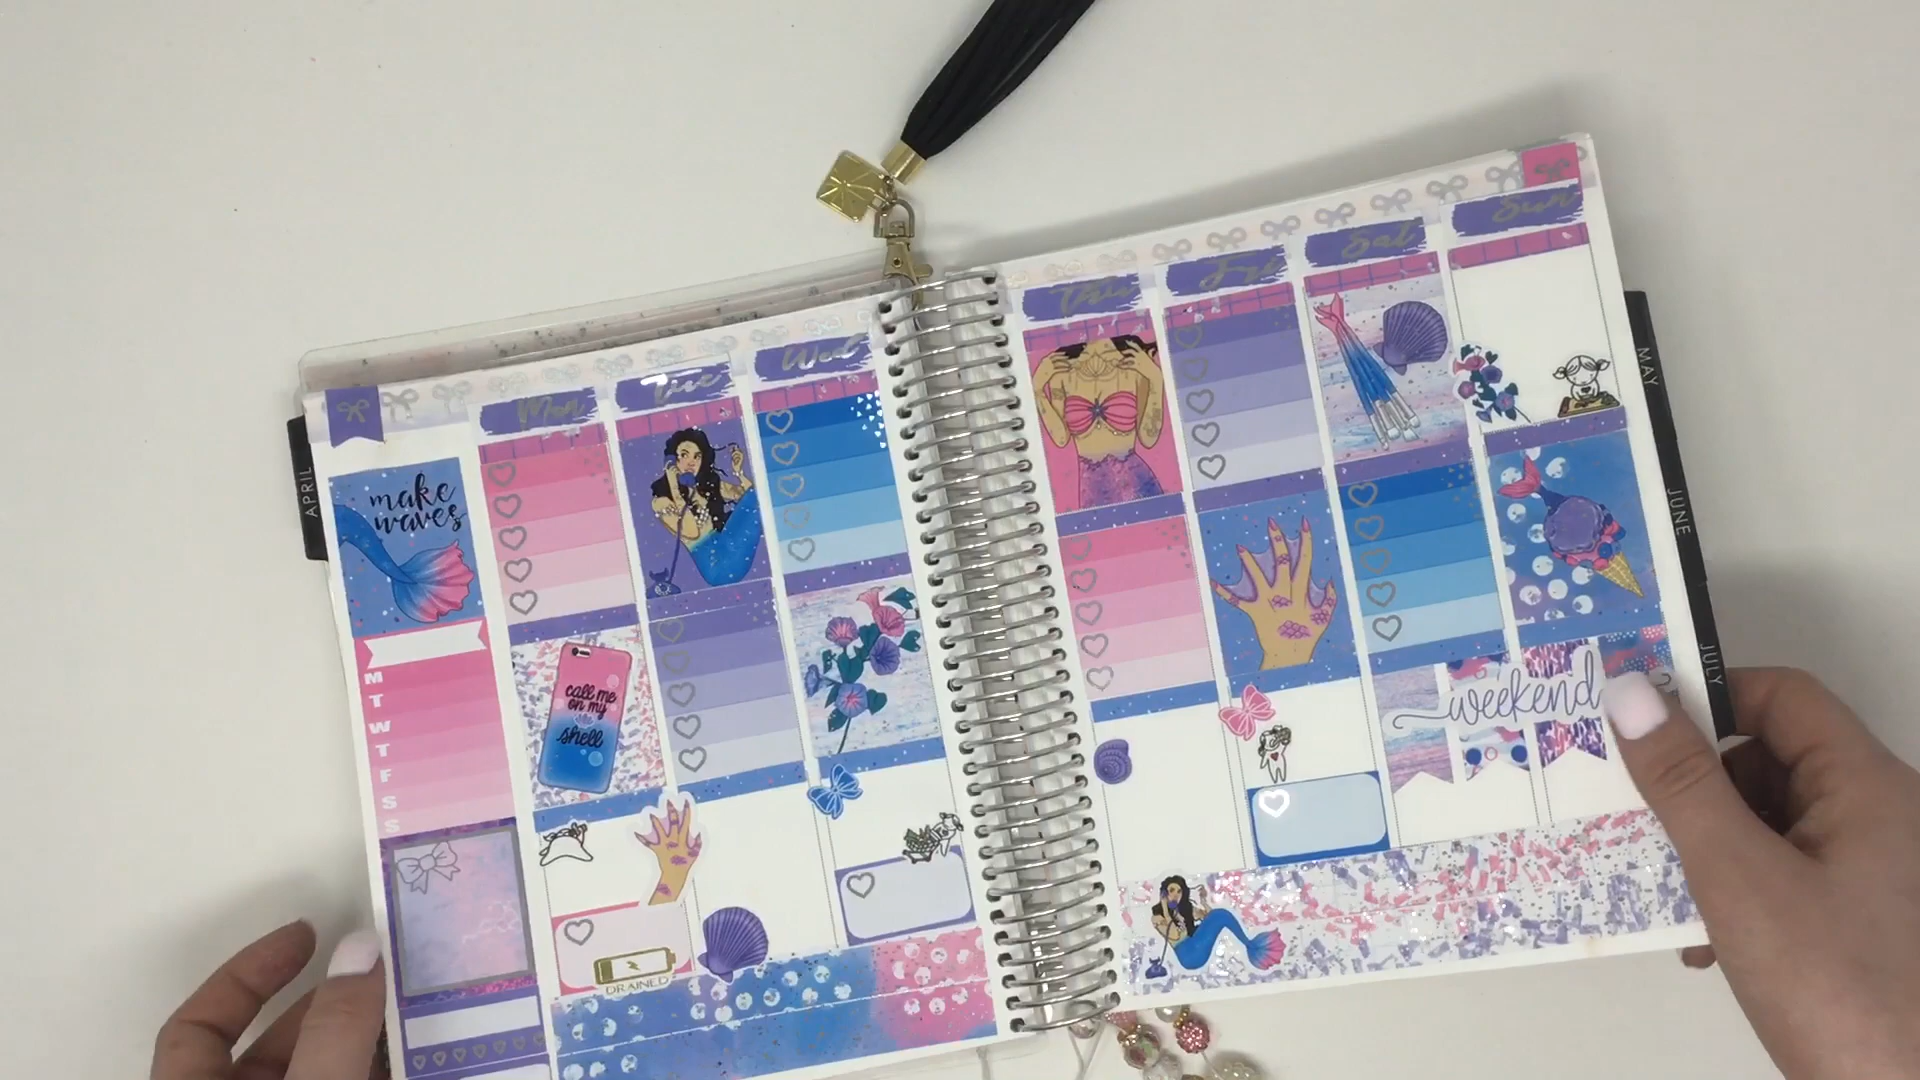 Mon
Tue
Wed
Thu
Fri
Sat
Sun
make
waves
M
T
W
T
F
S
S
call me
on my
shell
DRAINED
weekend
APRIL
MAY
JUNE
JULY